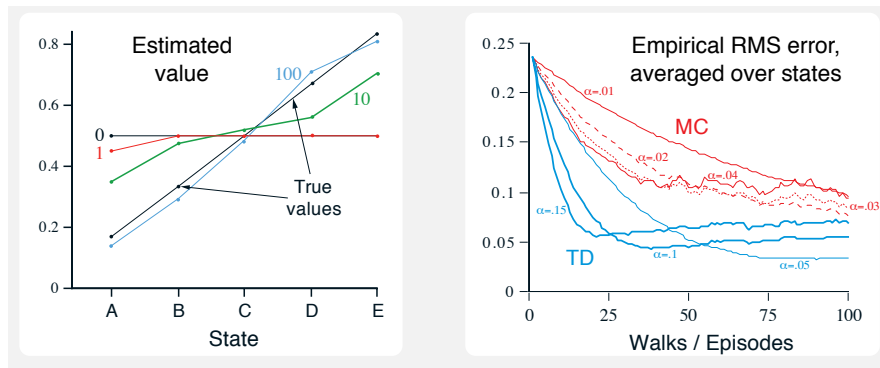 Estimated
value
0.8
0.6
0.4
0.2
0
0
1
10
100
True
values
A B C D E
State
Empirical RMS error,
averaged over states
0.25
0.2
0.15
0.1
0.05
0
α=.01
MC
α=.02
α=.04
α=.03
α=.15
TD
α=.1
α=.05
0 25 50 75 100
Walks / Episodes